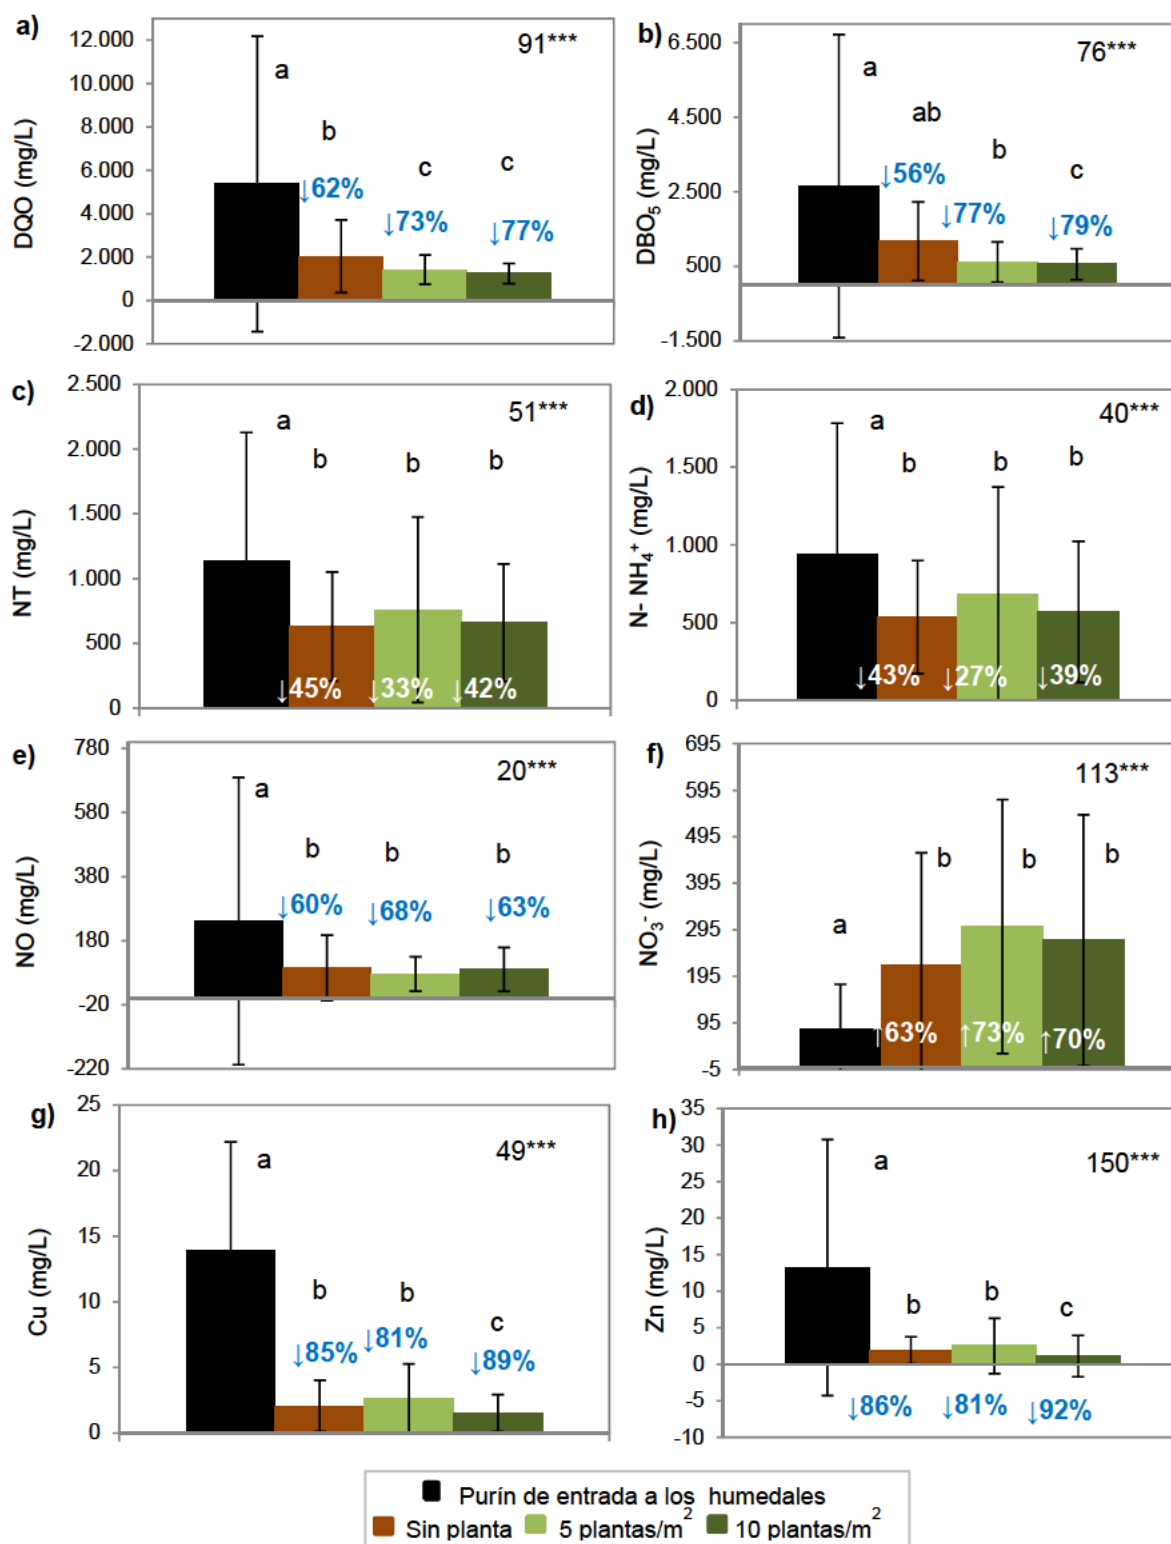 a)
12.000
10.000
8.000
6.000
4.000
2.000
0
-2.000
DQO (mg/L)
91***
a
b
c
c
↓62%
↓73%
↓77%
b)
6.500
4.500
2.500
500
-1.500
DBO₅ (mg/L)
76***
a
ab
b
c
↓56%
↓77%
↓79%
c)
2.500
2.000
1.500
1.000
500
0
NT (mg/L)
51***
a
b
b
b
↓45%
↓33%
↓42%
d)
2.000
1.500
1.000
500
0
N- NH₄⁺ (mg/L)
40***
a
b
b
b
↓43%
↓27%
↓39%
e)
780
580
380
180
-20
-220
NO (mg/L)
20***
a
b
b
b
↓60%
↓68%
↓63%
f)
695
595
495
395
295
195
95
-5
NO₃⁻ (mg/L)
113***
a
b
b
b
↑63%
↑73%
↑70%
g)
25
20
15
10
5
0
Cu (mg/L)
49***
a
b
b
c
↓85%
↓81%
↓89%
h)
35
30
25
20
15
10
5
0
-5
-10
Zn (mg/L)
150***
a
b
b
c
↓86%
↓81%
↓92%
Purín de entrada a los humedales
Sin planta 5 plantas/m² 10 plantas/m²